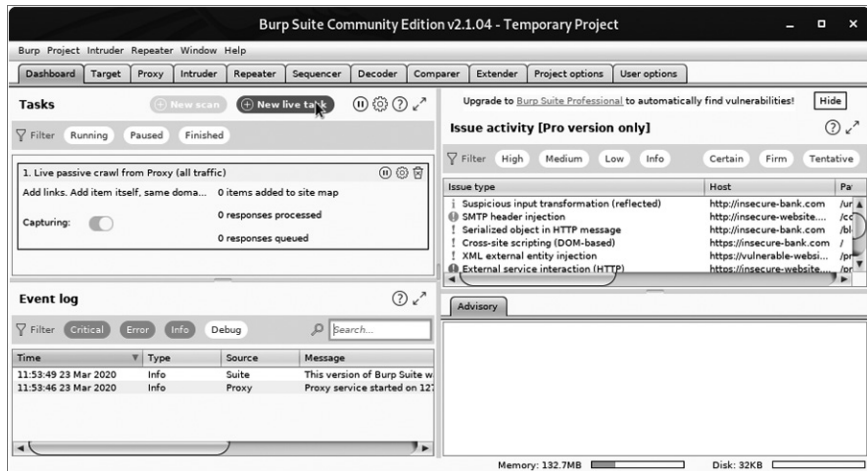 Burp Suite Community Edition v2.1.04 - Temporary Project
Burp Project Intruder Repeater Window Help
Dashboard Target Proxy Intruder Repeater Sequencer Decoder Comparer Extender Project options User options
Tasks
New scan
New live task
Filter Running Paused Finished
1. Live passive crawl from Proxy (all traffic)
Add links. Add item itself, same doma... 0 items added to site map
0 responses processed
Capturing:
0 responses queued
Event log
Filter Critical Error Info Debug
Search...
Time Type Source Message
11:53:49 23 Mar 2020 Info Suite This version of Burp Suite w
11:53:46 23 Mar 2020 Info Proxy Proxy service started on 127
Upgrade to Burp Suite Professional to automatically find vulnerabilities! Hide
Issue activity [Pro version only]
Filter High Medium Low Info Certain Firm Tentative
Issue type Host Pa
Suspicious input transformation (reflected) http://insecure-bank.com /ur
SMTP header injection http://insecure-website.... /cc
Serialized object in HTTP message http://insecure-bank.com /bl
Cross-site scripting (DOM-based) https://insecure-bank.com /
XML external entity injection https://vulnerable-websi... /pr
External service interaction (HTTP) https://insecure-website.... /pr
Advisory
Memory: 132.7MB Disk: 32KB